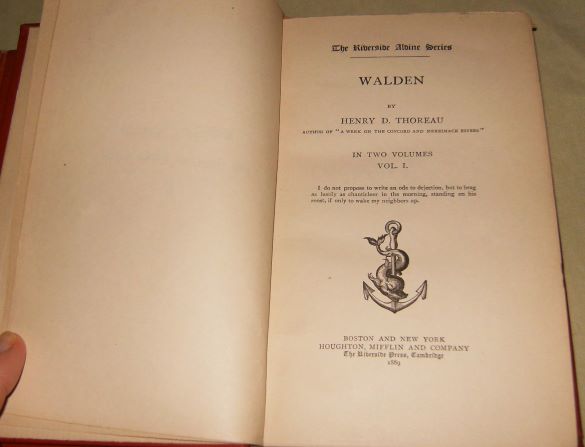 The Riverside Aldine Series
WALDEN
BY
HENRY D. THOREAU
AUTHOR OF "A WEEK ON THE CONCORD AND MERRIMACK RIVERS"
IN TWO VOLUMES
VOL. I.
I do not propose to write an ode to dejection, but to brag
as lustily as chanticleer in the morning, standing on his
roost, if only to wake my neighbors up.
BOSTON AND NEW YORK
HOUGHTON, MIFFLIN AND COMPANY
The Riverside Press, Cambridge
1889